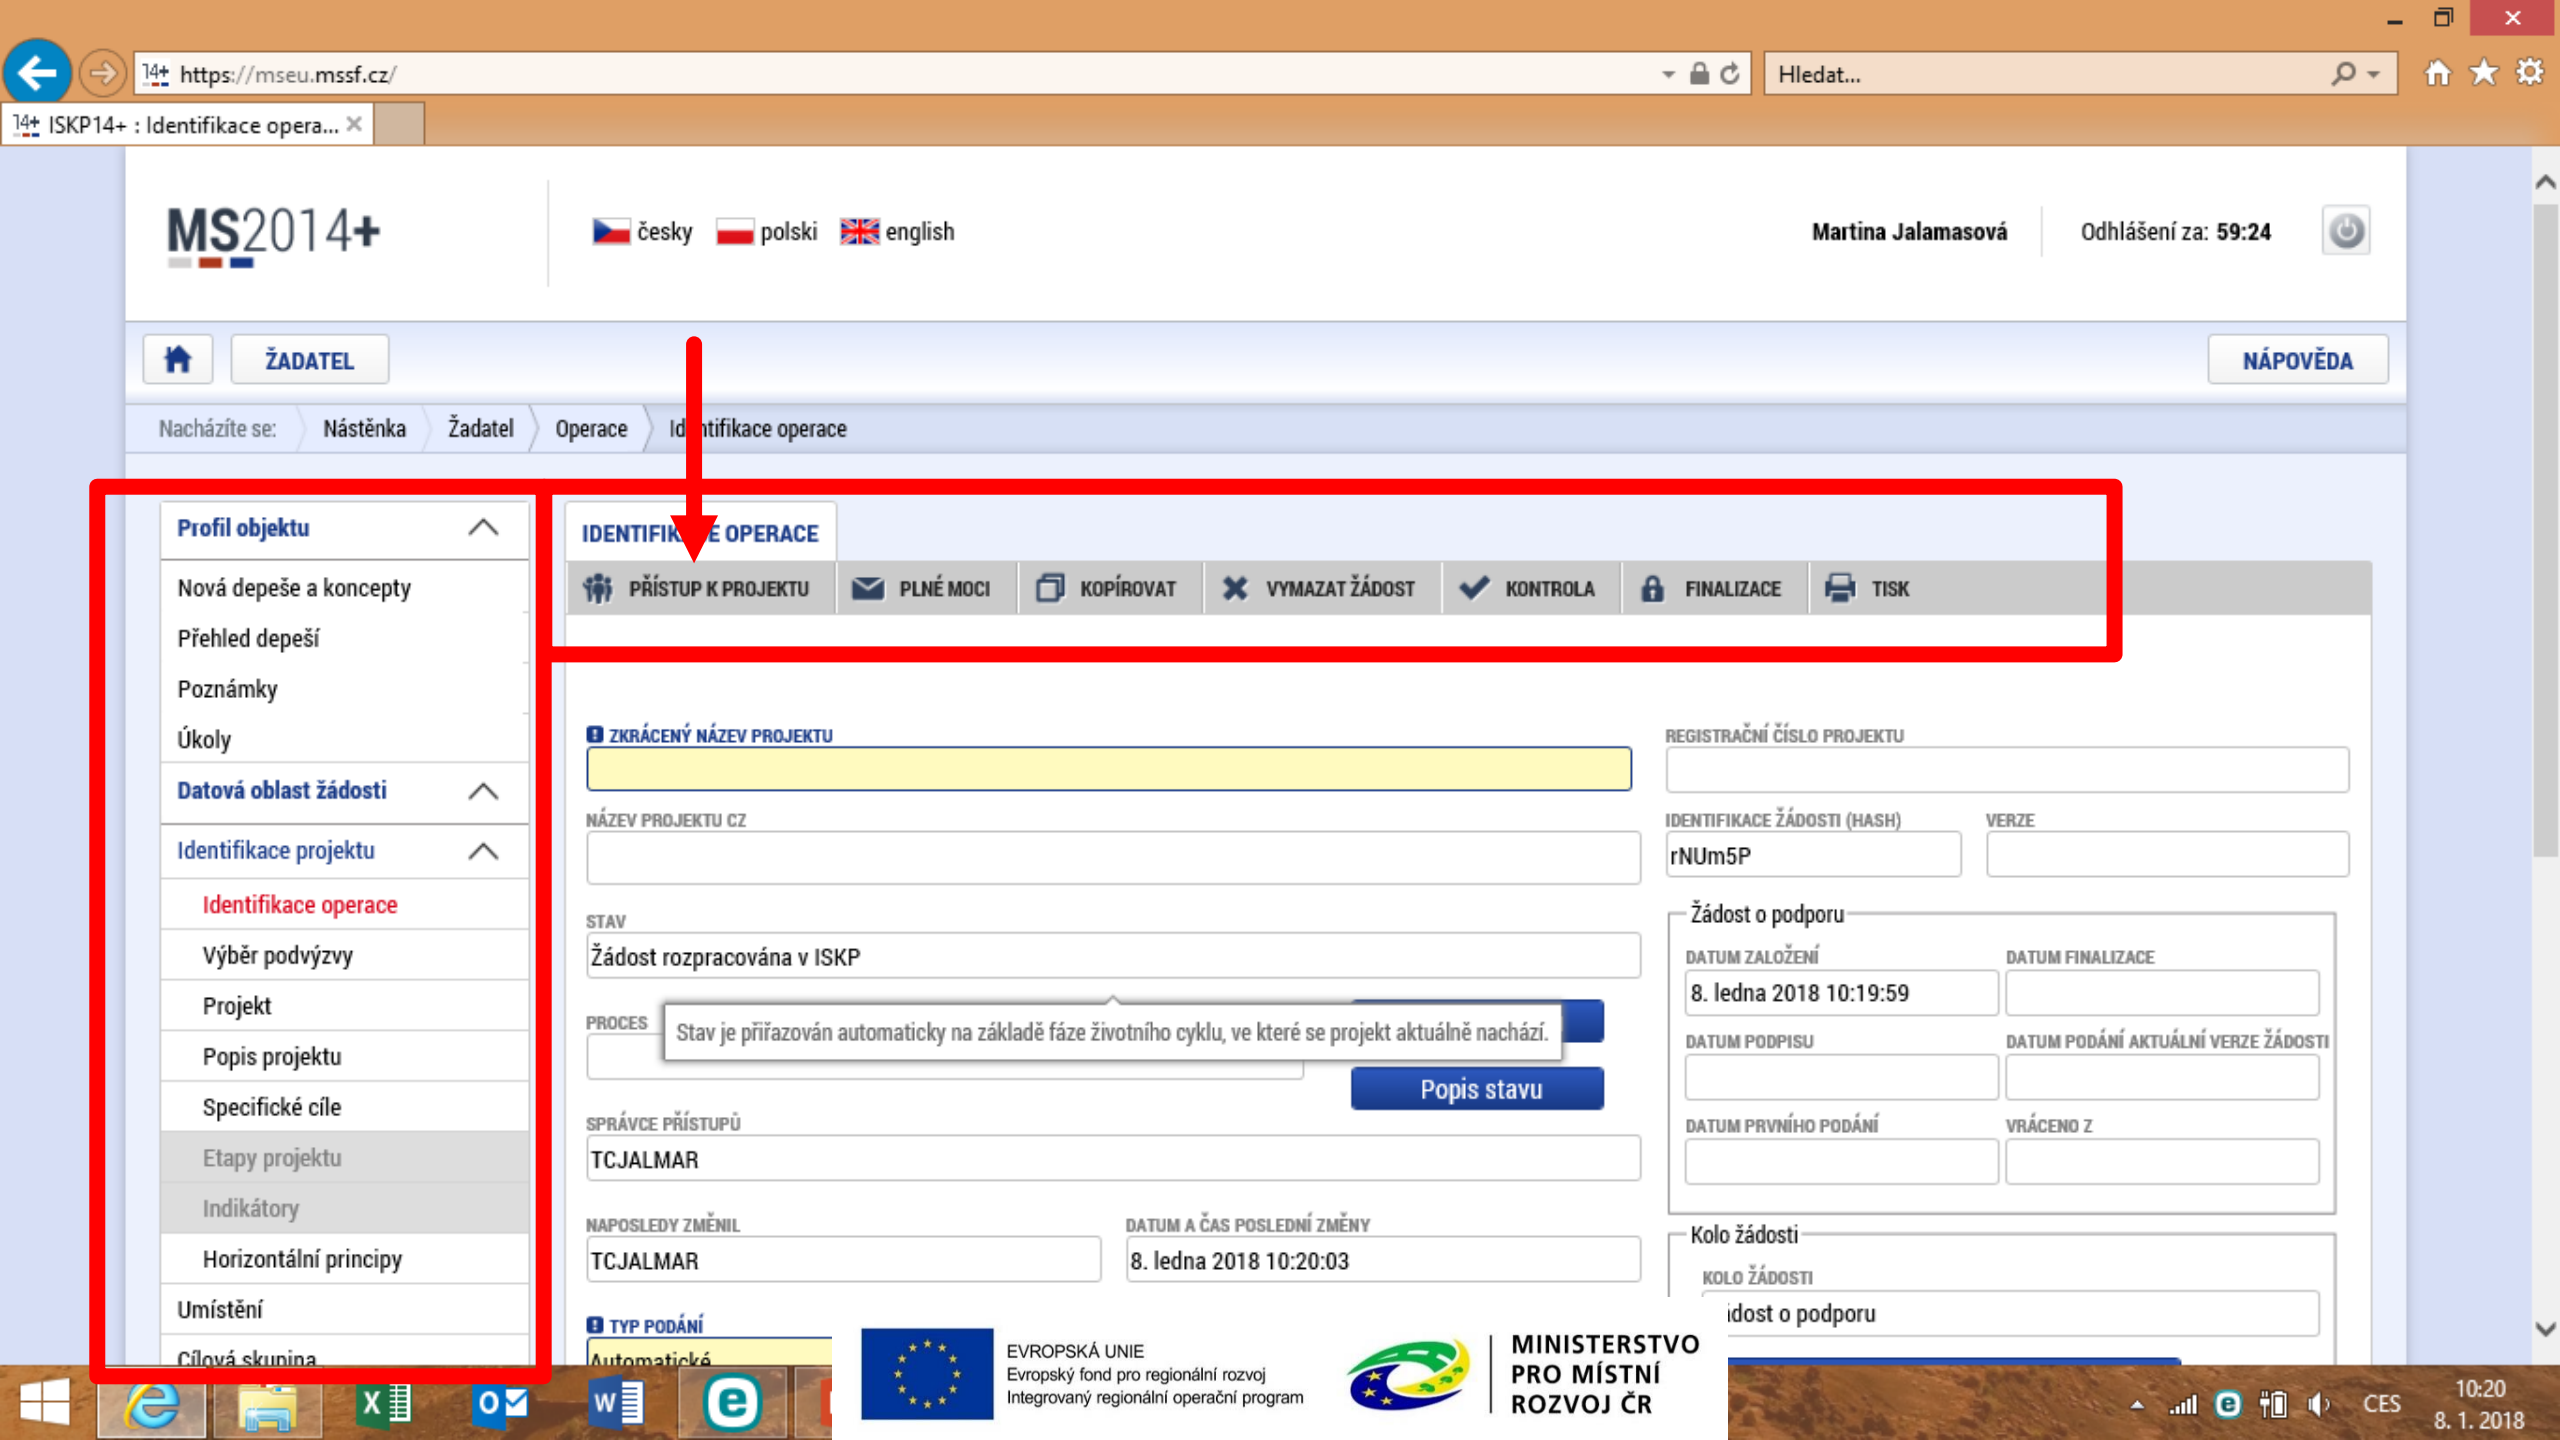 https://mseu.mssf.cz/
Hledat...
14+ ISKP14+ : Identifikace opera...
MS2014+
česky polski english
Martina Jalamasová
Odhlášení za: 59:24
ŽADATEL
NÁPOVĚDA
Nacházíte se: Nástěnka Žadatel Operace Identifikace operace
Profil objektu
Nová depeše a koncepty
Přehled depeší
Poznámky
Úkoly
Datová oblast žádosti
Identifikace projektu
Identifikace operace
Výběr podvýzvy
Projekt
Popis projektu
Specifické cíle
Etapy projektu
Indikátory
Horizontální principy
Umístění
Cílová skupina
IDENTIFIKACE OPERACE
PŘÍSTUP K PROJEKTU PLNÉ MOCI KOPÍROVAT VYMAZAT ŽÁDOST KONTROLA FINALIZACE TISK
ZKRÁCENÝ NÁZEV PROJEKTU
NÁZEV PROJEKTU CZ
STAV
Žádost rozpracována v ISKP
PROCES
Stav je přiřazován automaticky na základě fáze životního cyklu, ve které se projekt aktuálně nachází.
Popis stavu
SPRÁVCE PŘÍSTUPŮ
TCJALMAR
NAPOSLEDY ZMĚNIL
TCJALMAR
DATUM A ČAS POSLEDNÍ ZMĚNY
8. ledna 2018 10:20:03
TYP PODÁNÍ
Automatické
REGISTRAČNÍ ČÍSLO PROJEKTU
IDENTIFIKACE ŽÁDOSTI (HASH)
rNUm5P
VERZE
Žádost o podporu
DATUM ZALOŽENÍ
8. ledna 2018 10:19:59
DATUM FINALIZACE
DATUM PODPISU
DATUM PODÁNÍ AKTUÁLNÍ VERZE ŽÁDOSTI
DATUM PRVNÍHO PODÁNÍ
VRÁCENO Z
Kolo žádosti
KOLO ŽÁDOSTI
ádost o podporu
EVROPSKÁ UNIE
Evropský fond pro regionální rozvoj
Integrovaný regionální operační program
MINISTERSTVO
PRO MÍSTNÍ
ROZVOJ ČR
CES
10:20
8. 1. 2018